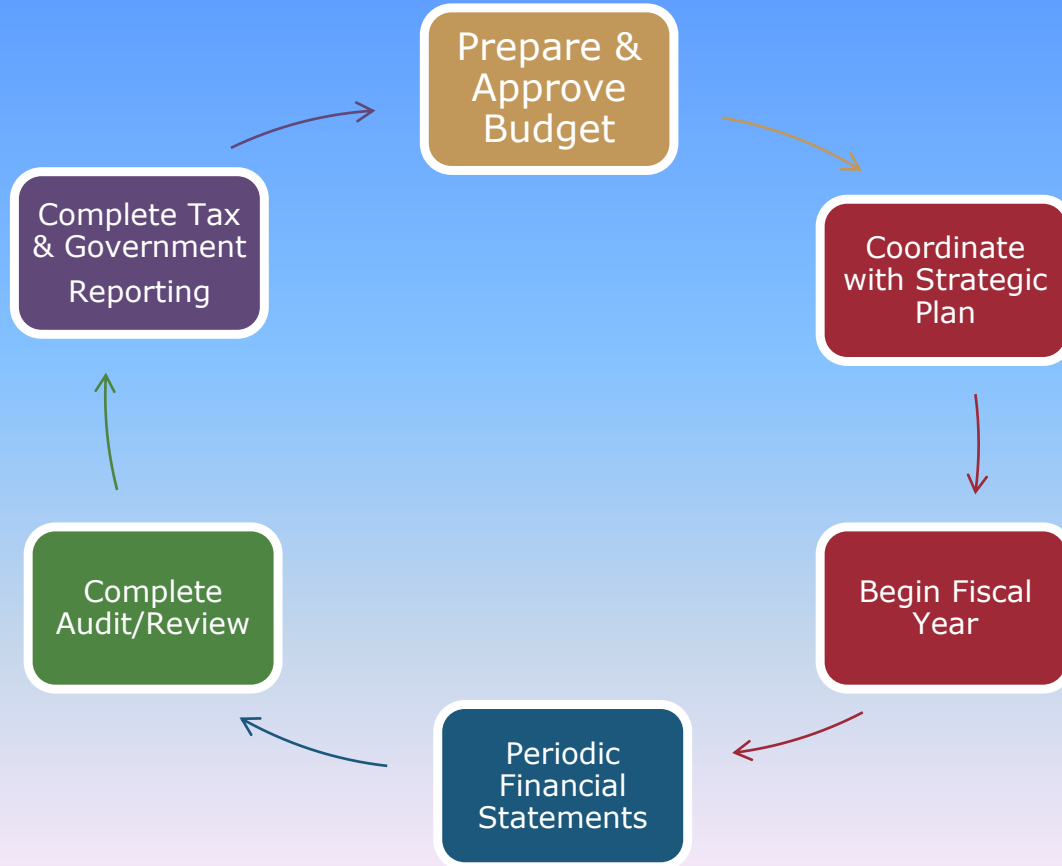 Prepare &
Approve
Budget
Coordinate
with Strategic
Plan
Begin Fiscal
Year
Periodic
Financial
Statements
Complete
Audit/Review
Complete Tax
& Government
Reporting